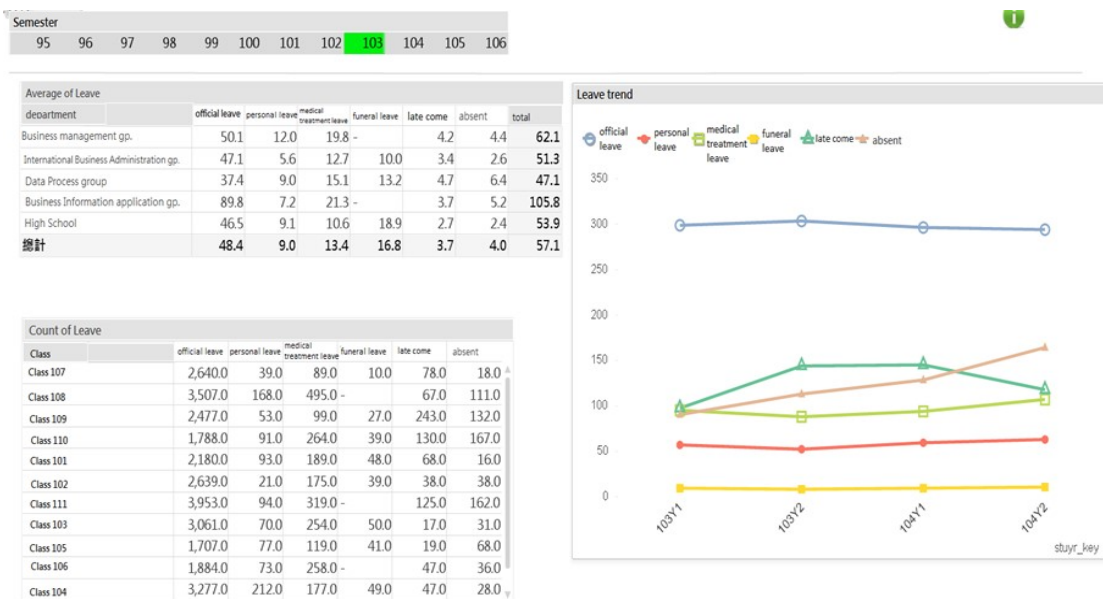 Semester
95 96 97 98 99 100 101 102 103 104 105 106
Average of Leave
department official leave personal leave medical treatment leave funeral leave late come absent total
Business management gp. 50.1 12.0 19.8 - 4.2 4.4 62.1
International Business Administration gp. 47.1 5.6 12.7 10.0 3.4 2.6 51.3
Data Process group 37.4 9.0 15.1 13.2 4.7 6.4 47.1
Business Information application gp. 89.8 7.2 21.3 - 3.7 5.2 105.8
High School 46.5 9.1 10.6 18.9 2.7 2.4 53.9
總計 48.4 9.0 13.4 16.8 3.7 4.0 57.1
Count of Leave
Class official leave personal leave medical treatment leave funeral leave late come absent
Class 107 2,640.0 39.0 89.0 10.0 78.0 18.0
Class 108 3,507.0 168.0 495.0 - 67.0 111.0
Class 109 2,477.0 53.0 99.0 27.0 243.0 132.0
Class 110 1,788.0 91.0 264.0 39.0 130.0 167.0
Class 101 2,180.0 93.0 189.0 48.0 68.0 16.0
Class 102 2,639.0 21.0 175.0 39.0 38.0 38.0
Class 111 3,953.0 94.0 319.0 - 125.0 162.0
Class 103 3,061.0 70.0 254.0 50.0 17.0 31.0
Class 105 1,707.0 77.0 119.0 41.0 19.0 68.0
Class 106 1,884.0 73.0 258.0 - 47.0 36.0
Class 104 3,277.0 212.0 177.0 49.0 47.0 28.0
Leave trend
official leave personal leave medical treatment leave funeral leave late come absent
350
300
250
200
150
100
50
0
103Y1 103Y2 104Y1 104Y2
stuyr_key